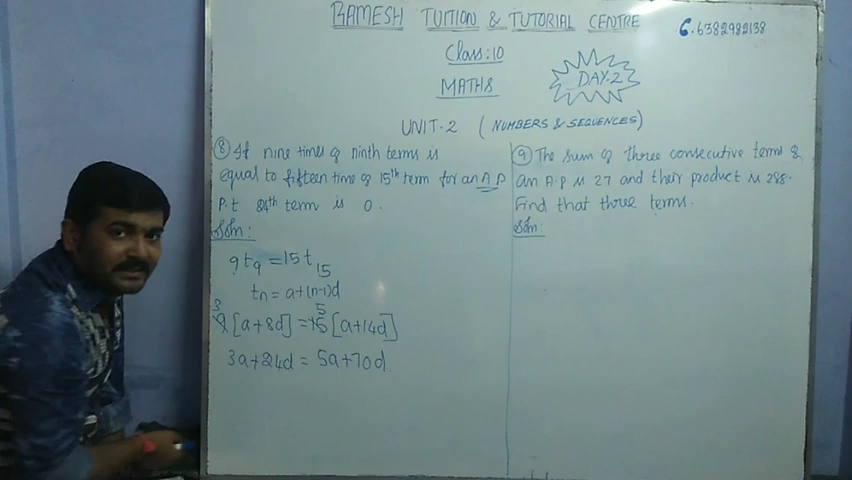 RAMESH TUITION & TUTORIAL CENTRE
6382982138
Class:10
MATHS
DAY-2
UNIT-2 (NUMBERS & SEQUENCES)
⑧ If nine times of ninth terms is
equal to fifteen time of 15th term for an A.P
P.t 24th term is 0.
Soln:
9t₉ = 15t₁₅
tn = a+(n-1)d
3 5
9 [a+8d] = 15 [a+14d]
3a+24d = 5a+70d
⑨ The sum of three consecutive terms of
an A.P is 27 and their product is 288.
Find that three terms.
Soln: